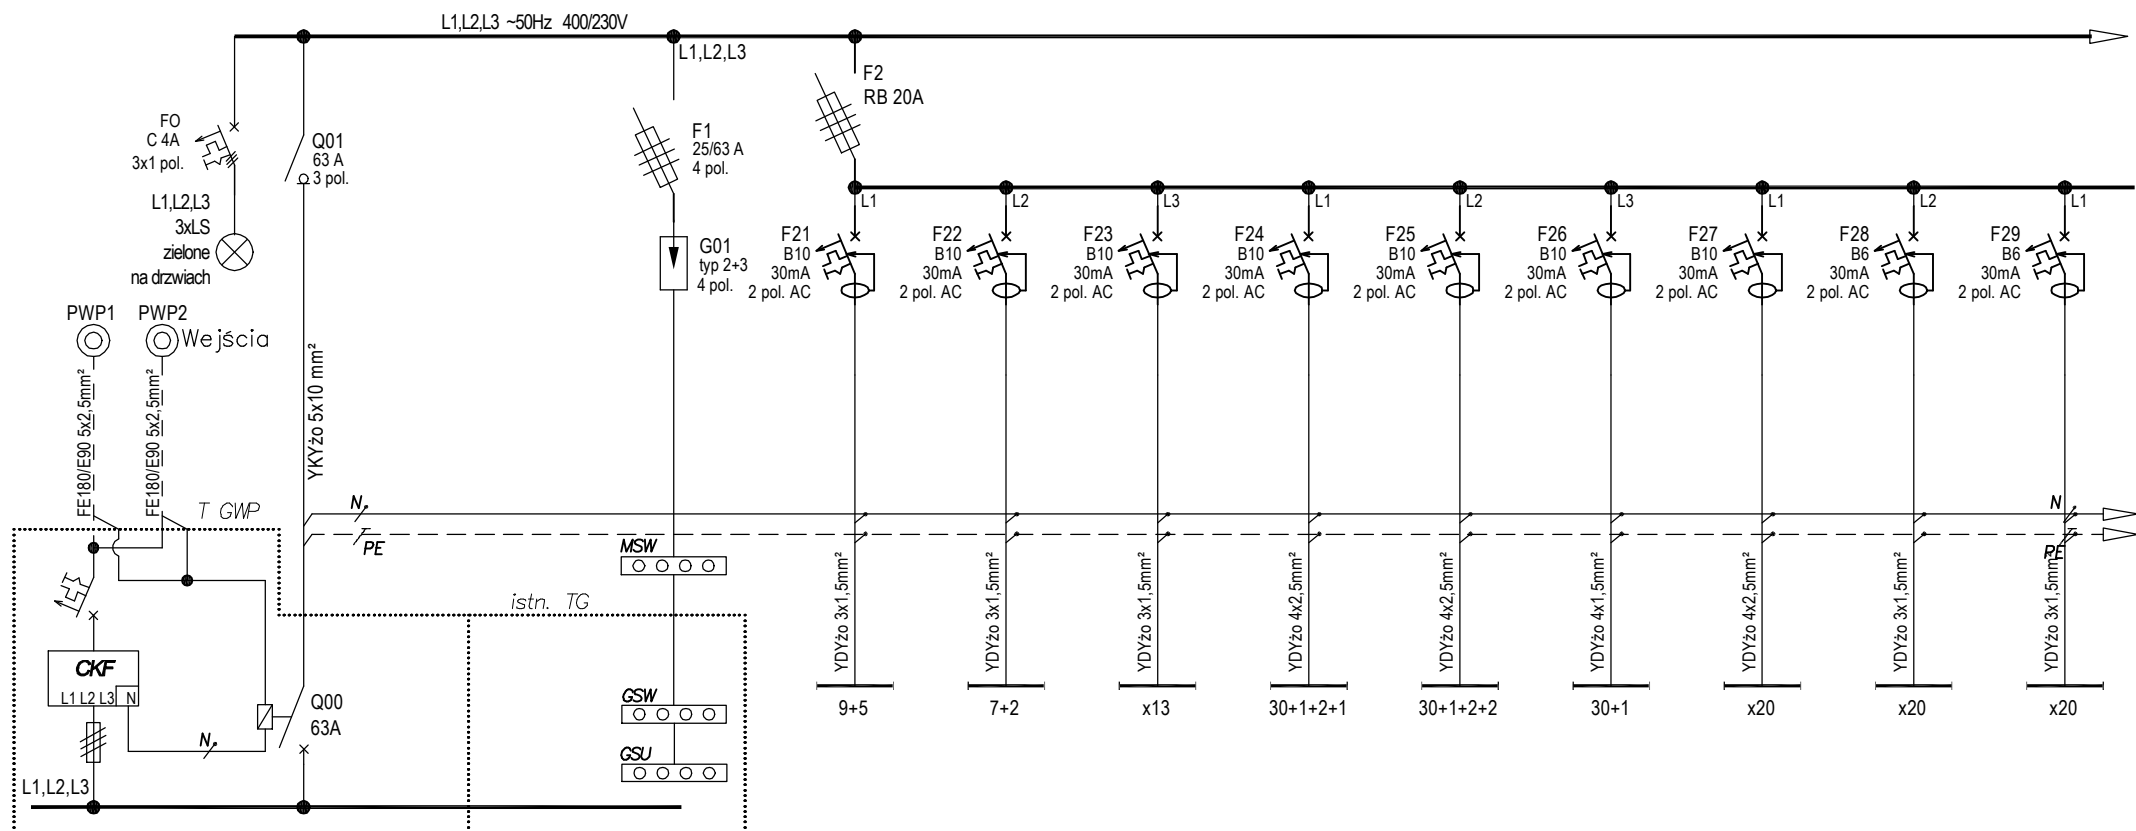 L1,L2,L3 ~50Hz 400/230V
L1,L2,L3
F2
RB 20A
FO
C 4A
3x1 pol.
Q01
63 A
3 pol.
F1
25/63 A
4 pol.
L1,L2,L3
3xLS
zielone
na drzwiach
G01
typ 2+3
4 pol.
L1
L2
L3
L1
L2
L3
L1
L2
L1
F21
B10
30mA
2 pol. AC
F22
B10
30mA
2 pol. AC
F23
B10
30mA
2 pol. AC
F24
B10
30mA
2 pol. AC
F25
B10
30mA
2 pol. AC
F26
B10
30mA
2 pol. AC
F27
B10
30mA
2 pol. AC
F28
B6
30mA
2 pol. AC
F29
B6
30mA
2 pol. AC
PWP1
PWP2
Wejścia
FE180/E90 5x2,5mm²
FE180/E90 5x2,5mm²
YKYżo 5x10 mm²
T GWP
N
PE
N
PE
MSW
istn. TG
YDYżo 3x1,5mm²
YDYżo 3x1,5mm²
YDYżo 3x1,5mm²
YDYżo 4x2,5mm²
YDYżo 4x2,5mm²
YDYżo 4x1,5mm²
YDYżo 4x2,5mm²
YDYżo 3x1,5mm²
YDYżo 3x1,5mm²
CKF
L1 L2 L3 N
Q00
63A
GSW
N
GSU
L1,L2,L3
9+5
7+2
x13
30+1+2+1
30+1+2+2
30+1
x20
x20
x20